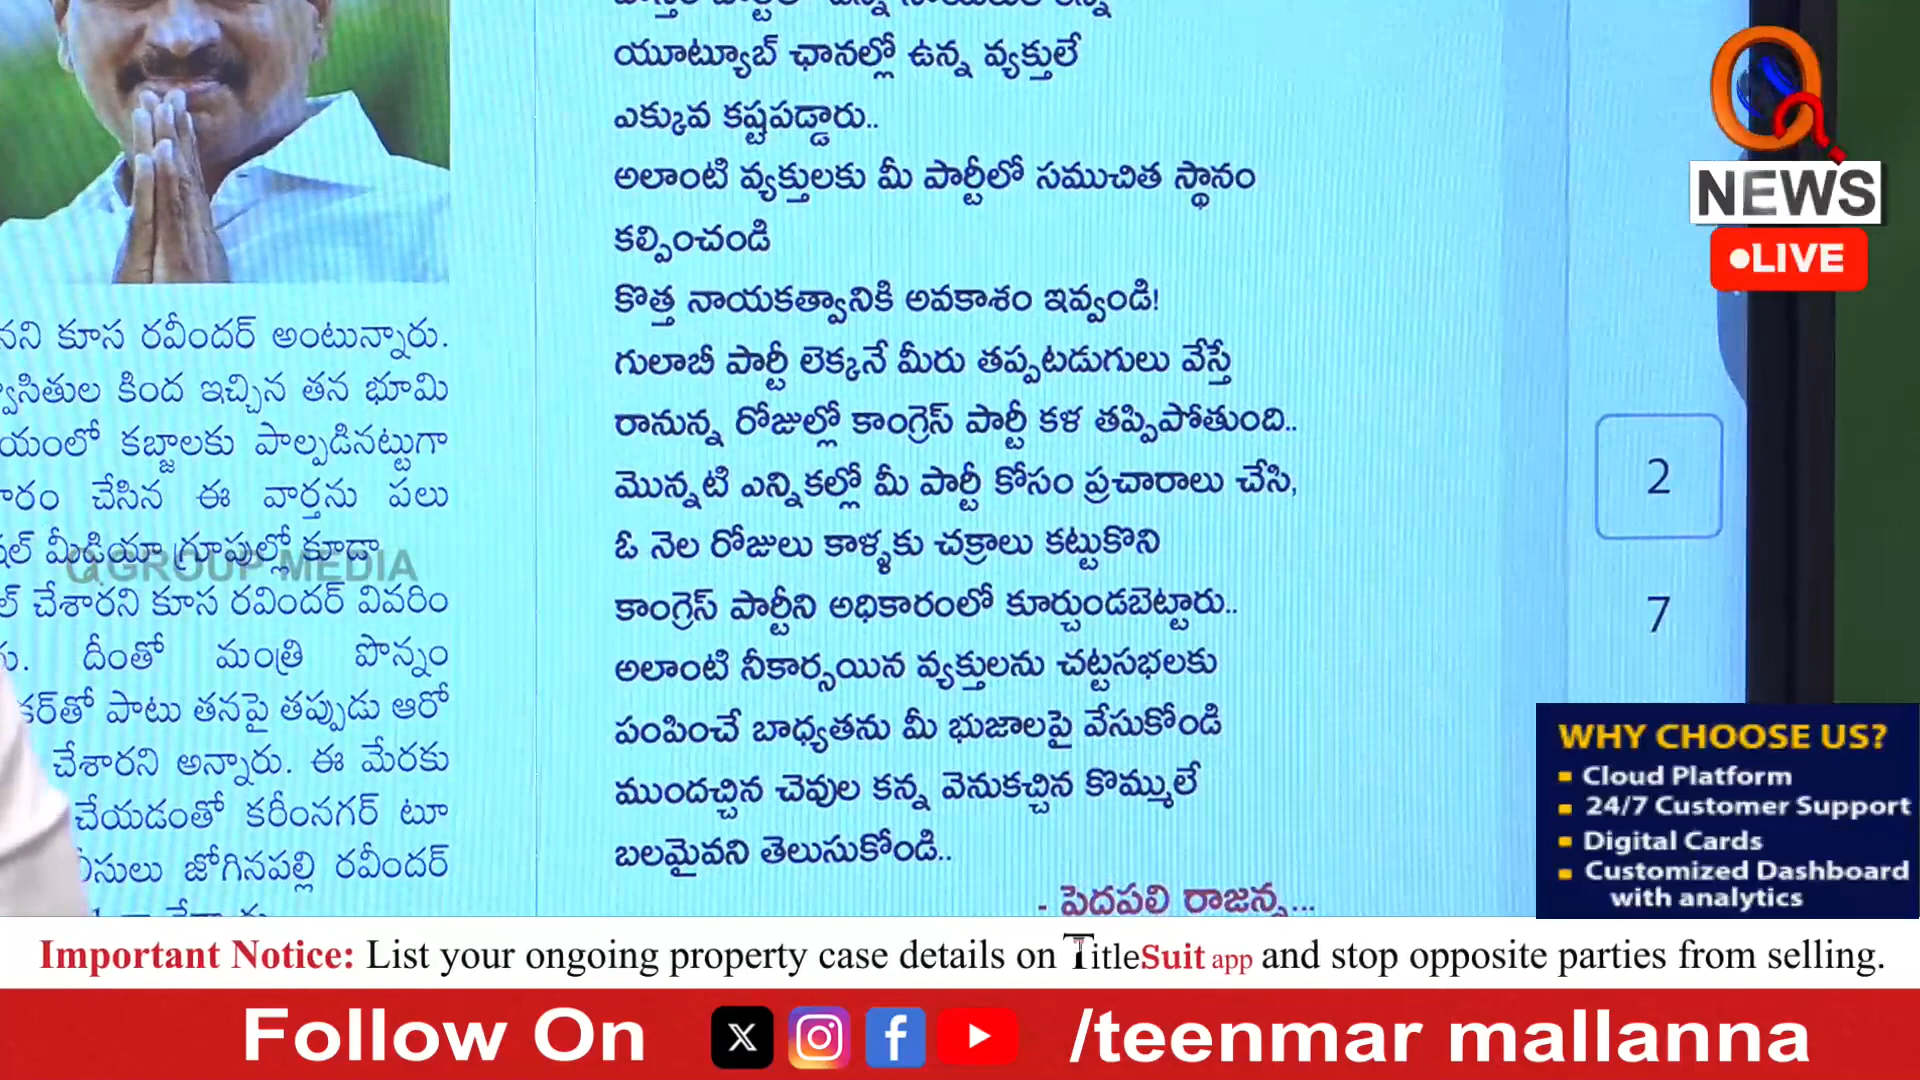 యూట్యూబ్ ఛానల్లో ఉన్న వ్యక్తులే
ఎక్కువ కష్టపడ్డారు..
అలాంటి వ్యక్తులకు మీ పార్టీలో సముచిత స్థానం
కల్పించండి
కొత్త నాయకత్వానికి అవకాశం ఇవ్వండి!
గులాబీ పార్టీ లెక్కనే మీరు తప్పటడుగులు వేస్తే
రానున్న రోజుల్లో కాంగ్రెస్ పార్టీ కళ తప్పిపోతుంది..
మొన్నటి ఎన్నికల్లో మీ పార్టీ కోసం ప్రచారాలు చేసి,
ఓ నెల రోజులు కాళ్ళకు చక్రాలు కట్టుకొని
కాంగ్రెస్ పార్టీని అధికారంలో కూర్చుండబెట్టారు..
అలాంటి నీకార్సయిన వ్యక్తులను చట్టసభలకు
పంపించే బాధ్యతను మీ భుజాలపై వేసుకోండి
ముందచ్చిన చెవుల కన్న వెనుకచ్చిన కొమ్ములే
బలమైవని తెలుసుకోండి..
- పెదపల్లి రాజన్న...
కూస రవీందర్ అంటున్నారు.
కింద ఇచ్చిన తన భూమి
కబ్జాలకు పాల్పడినట్టుగా
చేసిన ఈ వార్తను పలు
మీడియా గ్రూపుల్లో కూడా
చేశారని కూస రవిందర్ వివరిం
దీంతో మంత్రి పొన్నం
పాటు తనపై తప్పుడు ఆరో
చేశారని అన్నారు. ఈ మేరకు
చేయడంతో కరీంనగర్ టూ
జోగినపల్లి రవీందర్
Q GROUP MEDIA
Q
NEWS
LIVE
2
7
WHY CHOOSE US?
Cloud Platform
24/7 Customer Support
Digital Cards
Customized Dashboard
with analytics
Important Notice: List your ongoing property case details on TitleSuit app and stop opposite parties from selling.
Follow On /teenmar mallanna